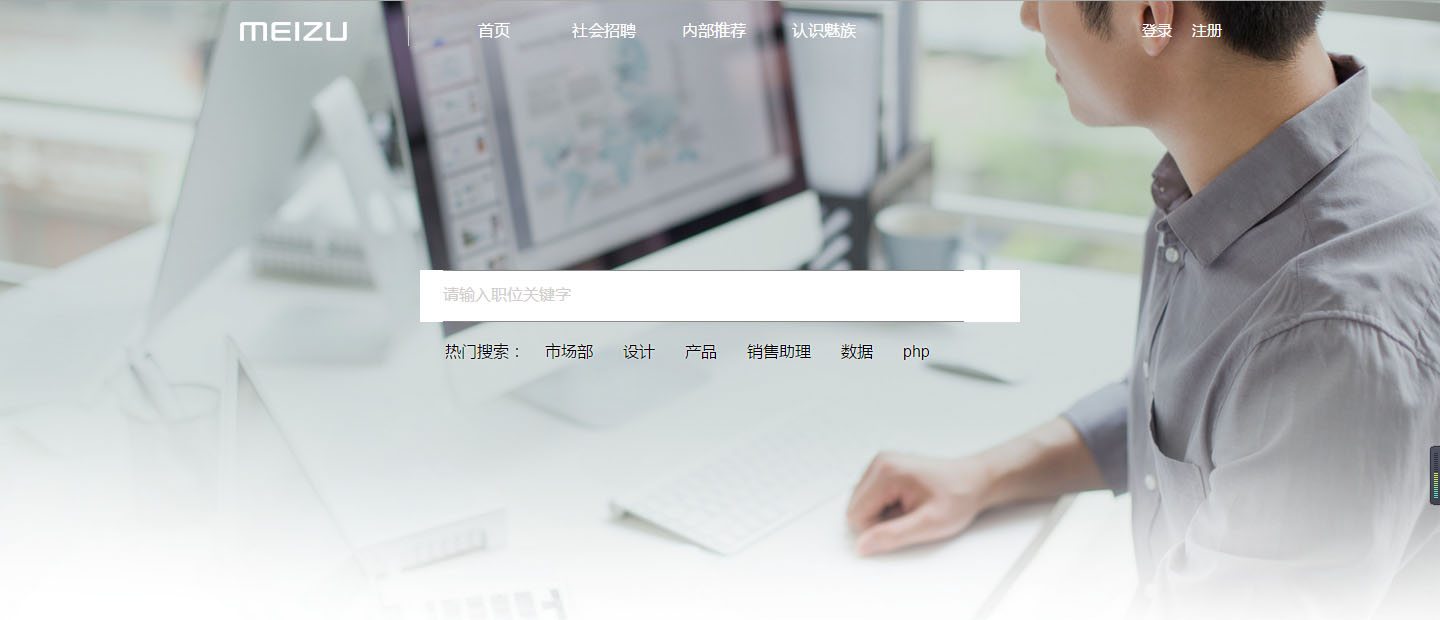 MEIZU 首页 社会招聘 内部推荐 认识魅族 登录 注册
请输入职位关键字
热门搜索： 市场部 设计 产品 销售助理 数据 php